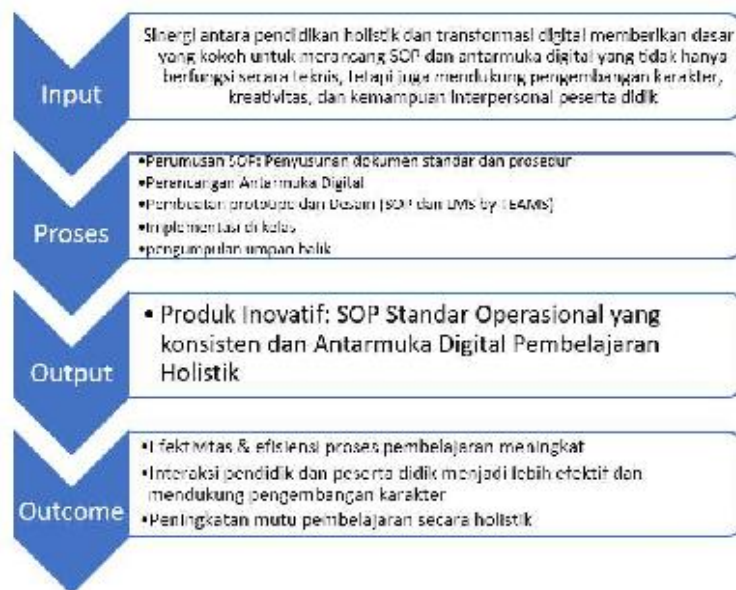 Input
Sinergi antara pendidikan holistik dan transformasi digital memberikan dasar
yang kokoh untuk merancang SOP dan antarmuka digital yang tidak hanya
berfungsi secara teknis, tetapi juga mendukung pengembangan karakter,
kreativitas, dan kemampuan interpersonal peserta didik
Proses
•Perumusan SOP: Penyusunan dokumen standar dan prosedur
•Perancangan Antarmuka Digital
•Pembuatan prototipe dan Desain (SOP dan LMS by TEAMS)
•Implementasi di kelas
•pengumpulan umpan balik
Output
• Produk Inovatif: SOP Standar Operasional yang
konsisten dan Antarmuka Digital Pembelajaran
Holistik
Outcome
•Efektivitas & efisiensi proses pembelajaran meningkat
•Interaksi pendidik dan peserta didik menjadi lebih efektif dan
mendukung pengembangan karakter
•Peningkatan mutu pembelajaran secara holistik